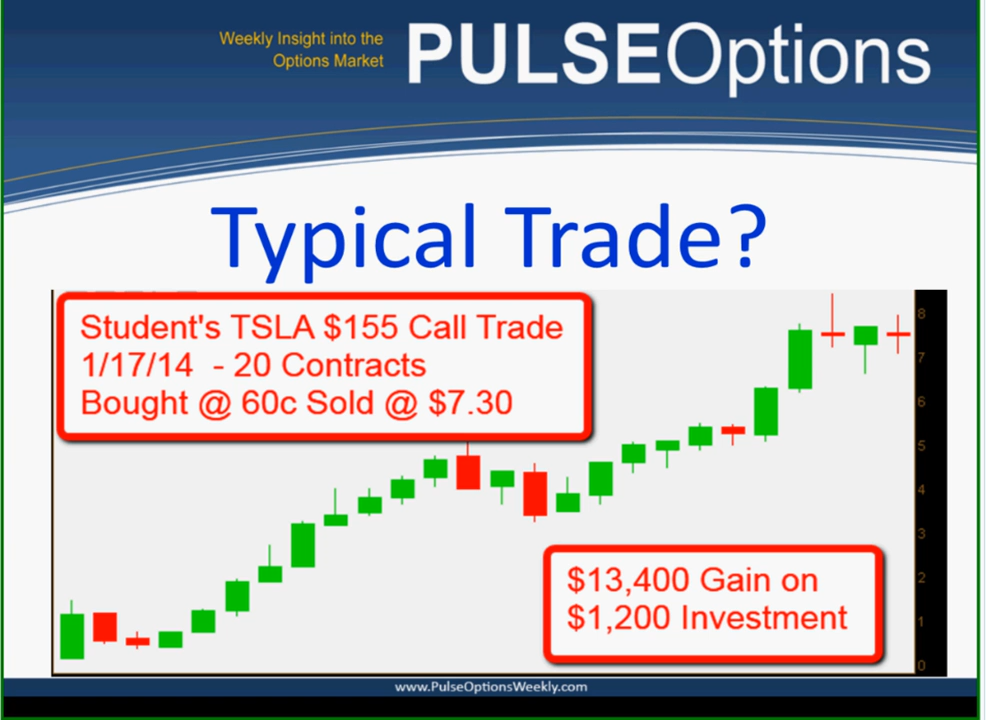 Weekly Insight into the
Options Market
PULSEOptions
Typical Trade?
Student's TSLA $155 Call Trade
1/17/14 - 20 Contracts
Bought @ 60c Sold @ $7.30
8
7
6
5
4
3
2
1
0
$13,400 Gain on
$1,200 Investment
www.PulseOptionsWeekly.com